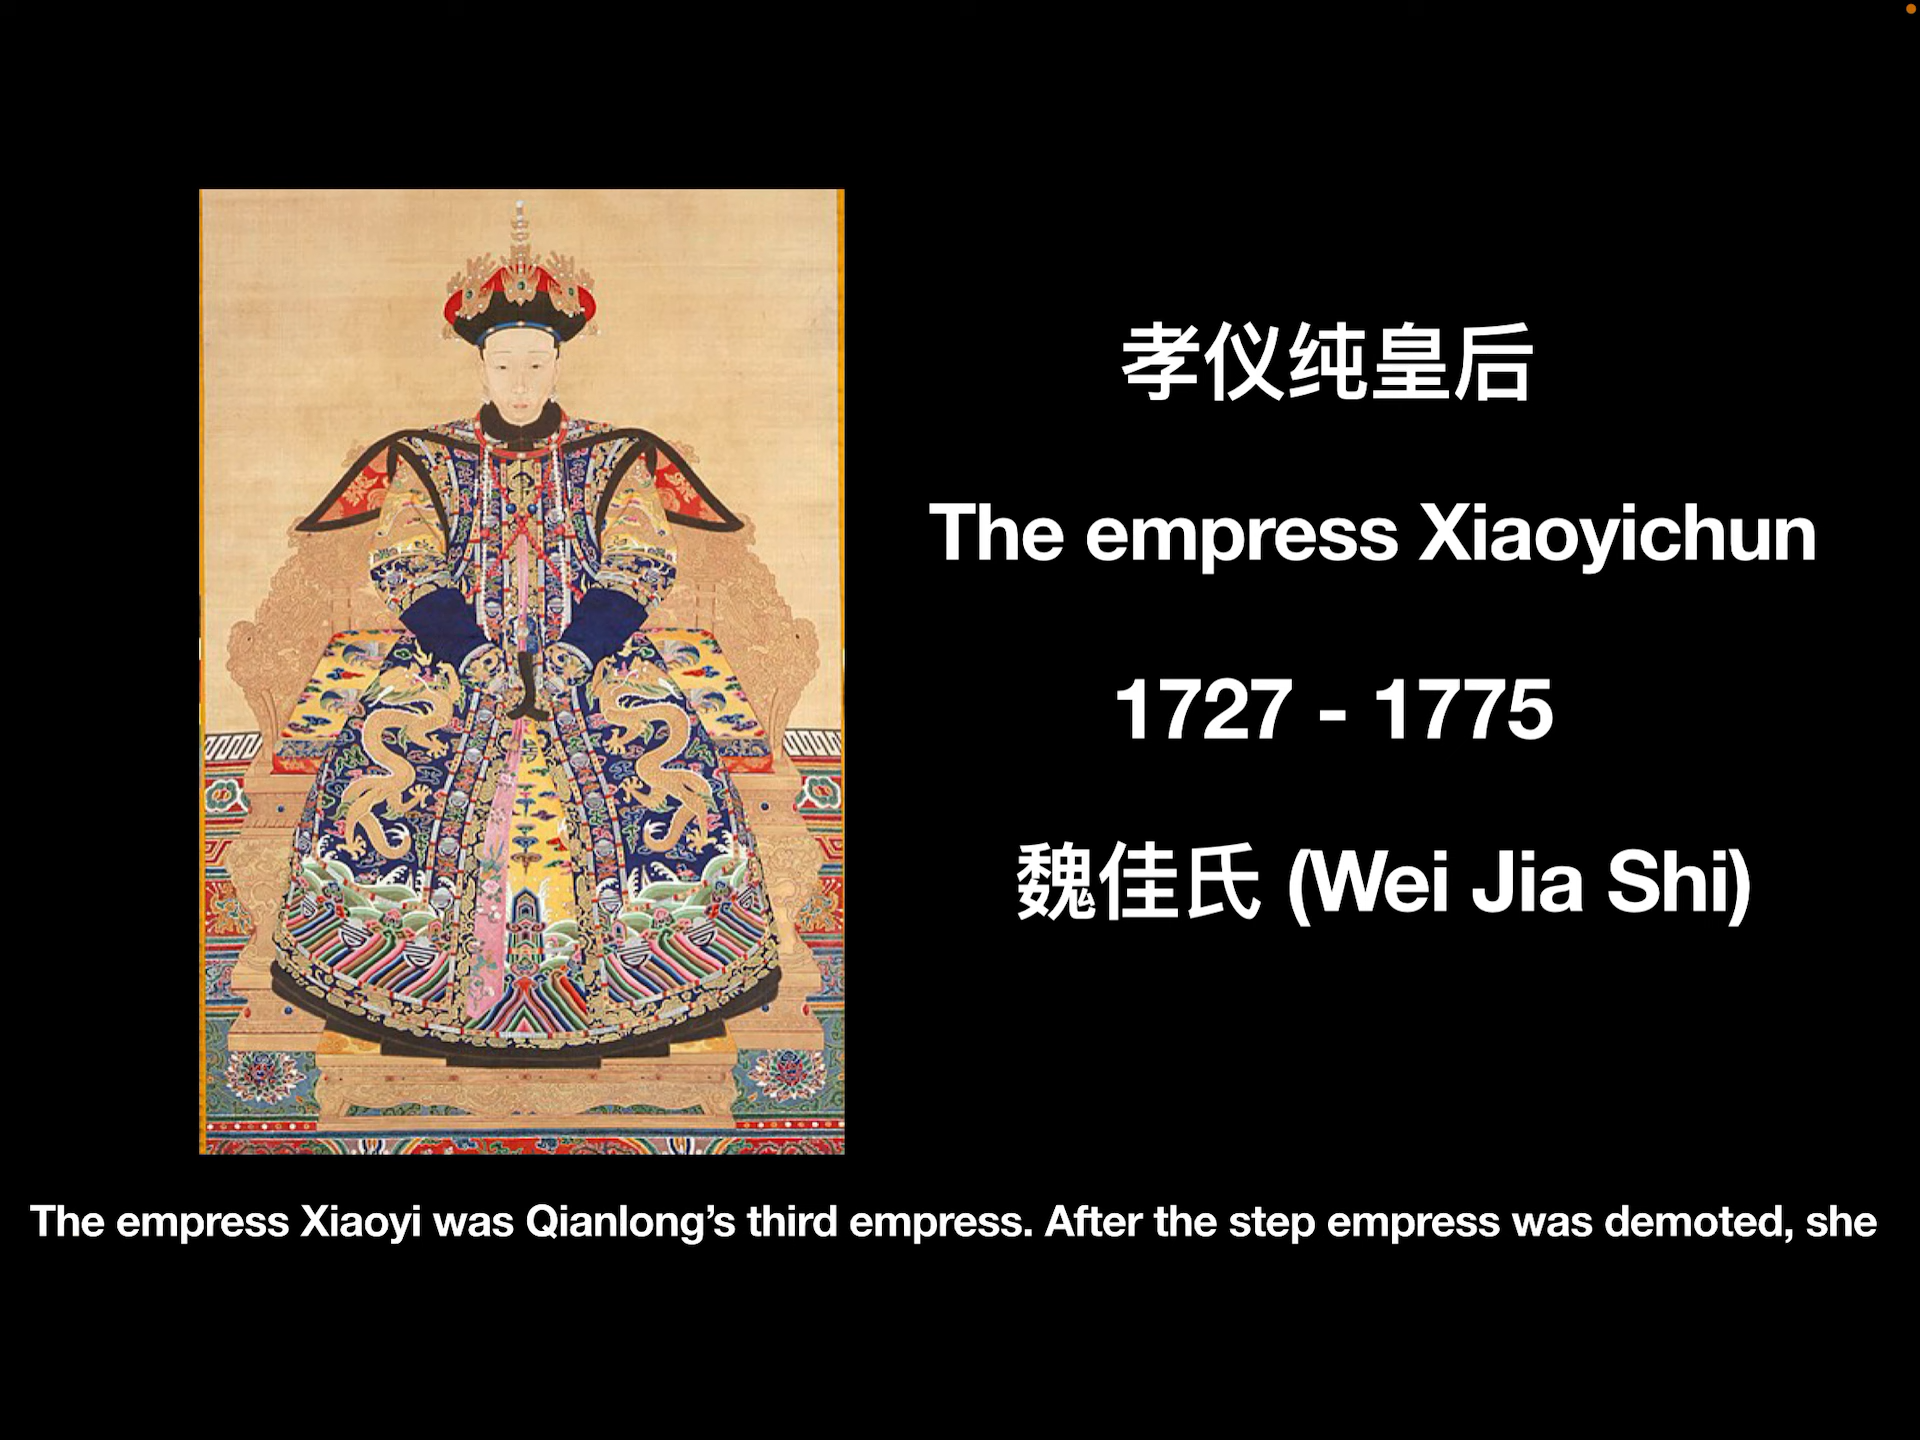 孝仪纯皇后
The empress Xiaoyichun
1727 - 1775
魏佳氏 (Wei Jia Shi)
The empress Xiaoyi was Qianlong’s third empress. After the step empress was demoted, she